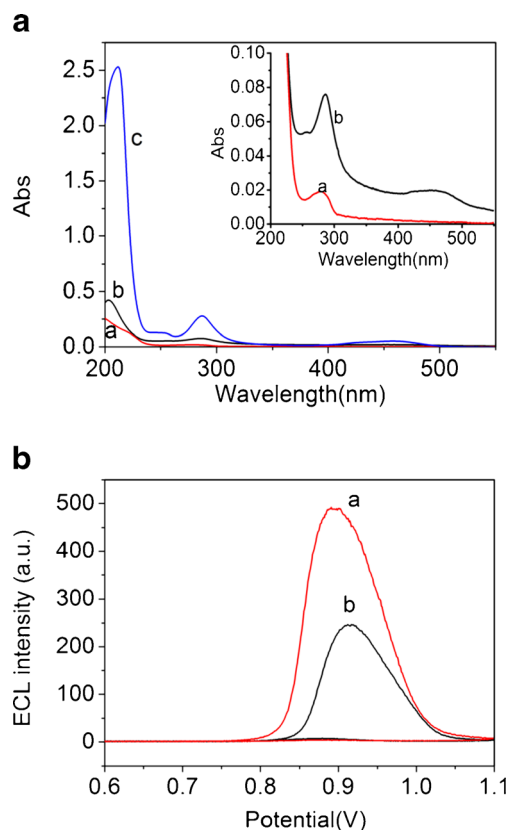 a
2.5
2.0
1.5
1.0
0.5
0.0
Abs
c
b
a
200 300 400 500
Wavelength(nm)
0.10
0.08
0.06
0.04
0.02
0.00
Abs
b
a
200 300 400 500
Wavelength(nm)
b
500
400
300
200
100
0
ECL intensity (a.u.)
a
b
0.6 0.7 0.8 0.9 1.0 1.1
Potential(V)